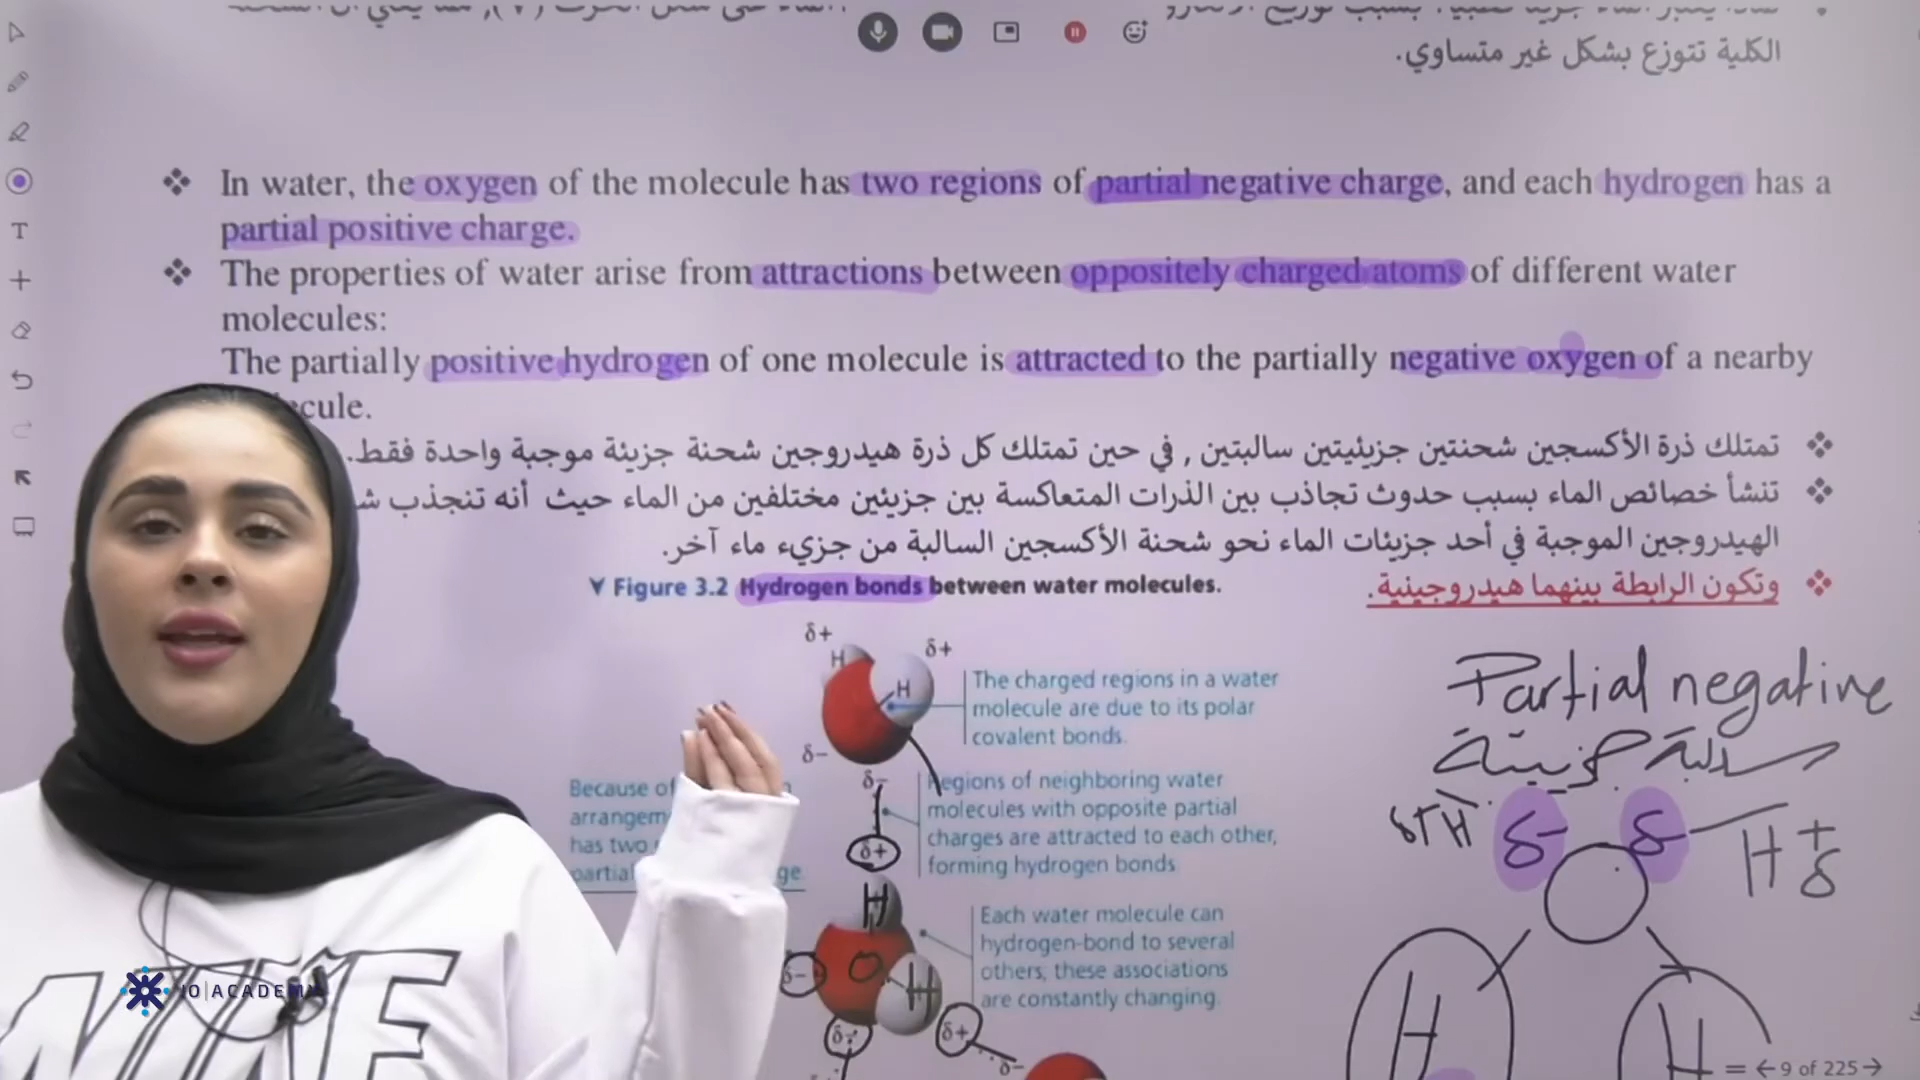 الكلية تتوزع بشكل غير متساوي.
❖ In water, the oxygen of the molecule has two regions of partial negative charge, and each hydrogen has a
partial positive charge.
❖ The properties of water arise from attractions between oppositely charged atoms of different water
molecules:
The partially positive hydrogen of one molecule is attracted to the partially negative oxygen of a nearby
cule.
❖ تمتلك ذرة الأكسجين شحنتين جزيئيتين سالبتين , في حين تمتلك كل ذرة هيدروجين شحنة جزيئة موجبة واحدة فقط.
❖ تنشأ خصائص الماء بسبب حدوث تجاذب بين الذرات المتعاكسة بين جزيئين مختلفين من الماء حيث أنه تنجذب ش
الهيدروجين الموجبة في أحد جزيئات الماء نحو شحنة الأكسجين السالبة من جزيء ماء آخر.
❖ وتكون الرابطة بينهما هيدروجينية.
Figure 3.2 Hydrogen bonds between water molecules.
δ+
δ+
H
H
The charged regions in a water
molecule are due to its polar
covalent bonds.
δ−
δ−
δ+
Regions of neighboring water
molecules with opposite partial
charges are attracted to each other,
forming hydrogen bonds
Because of
arrangem
has two
partial ge
H
O
H
δ−
δ−
δ+
δ−
Each water molecule can
hydrogen-bond to several
others; these associations
are constantly changing.
Partial negative
سالبة جزيئية
δ+ H
δ−
δ−
H δ+
H
H
NIKE
IO|ACADEM
9 of 225
T